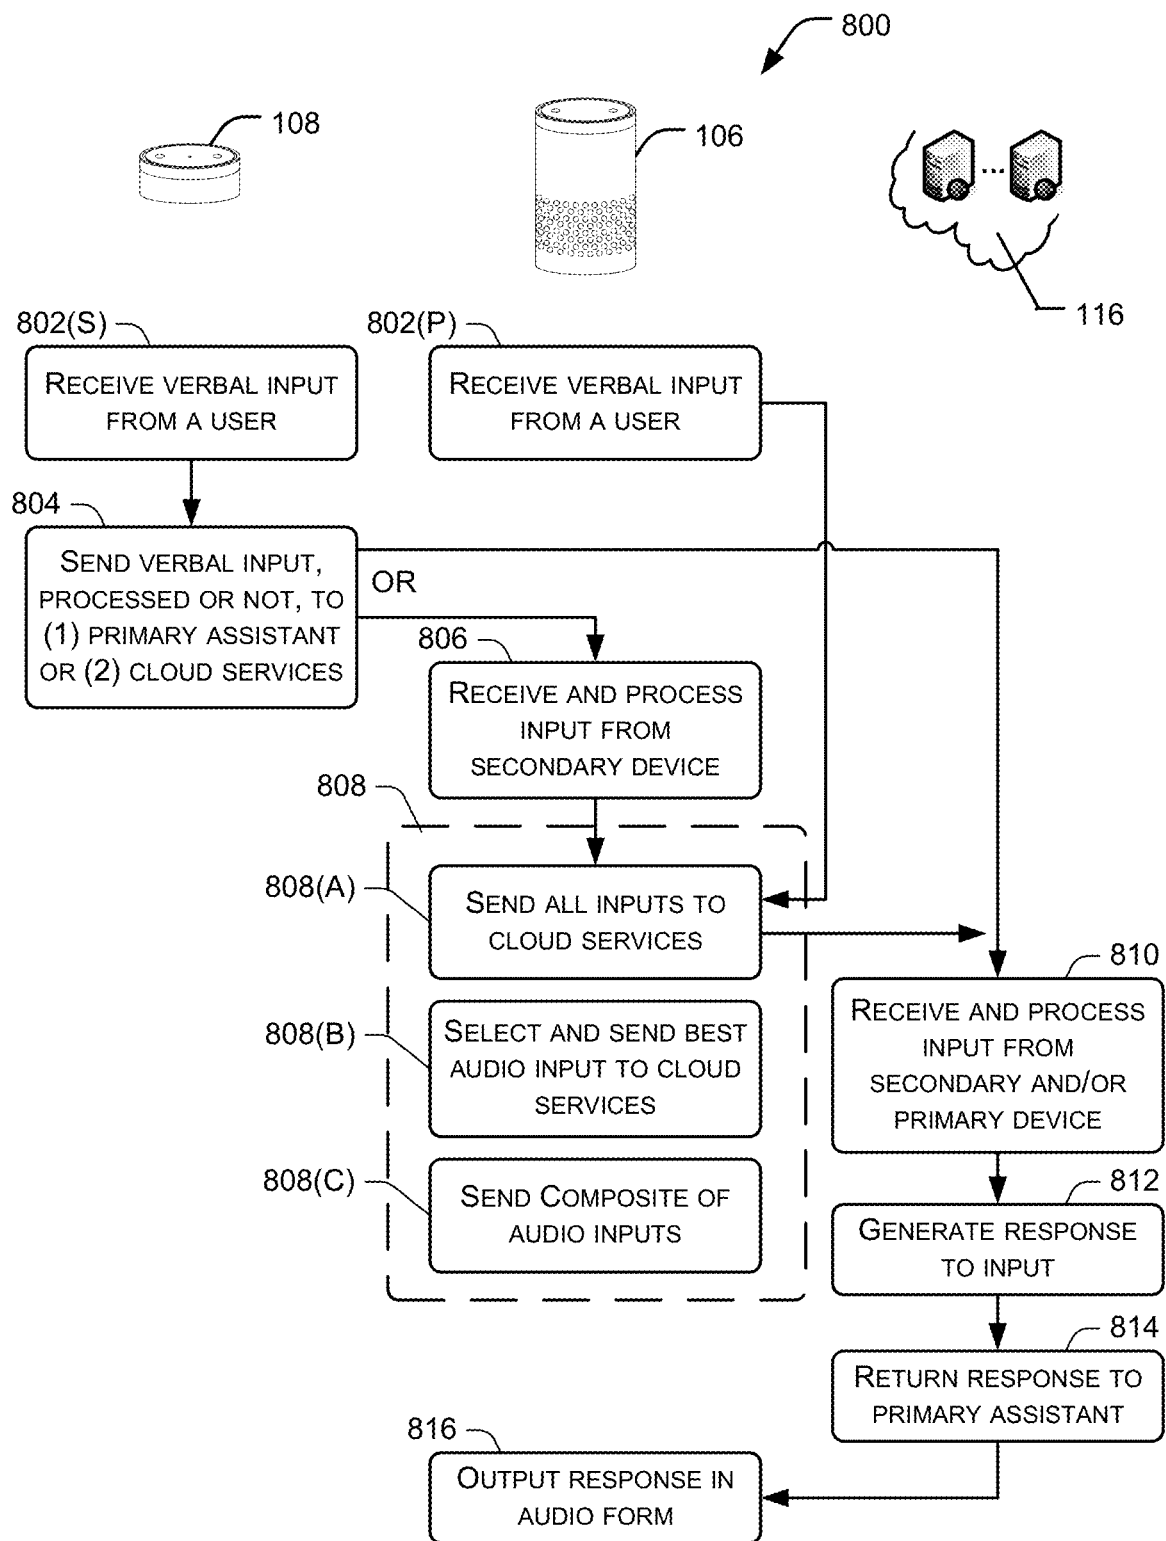 800
108
106
...
116
802(S)
802(P)
RECEIVE VERBAL INPUT
FROM A USER
RECEIVE VERBAL INPUT
FROM A USER
804
SEND VERBAL INPUT,
PROCESSED OR NOT, TO
(1) PRIMARY ASSISTANT
OR (2) CLOUD SERVICES
OR
806
RECEIVE AND PROCESS
INPUT FROM
SECONDARY DEVICE
808
808(A)
SEND ALL INPUTS TO
CLOUD SERVICES
808(B)
SELECT AND SEND BEST
AUDIO INPUT TO CLOUD
SERVICES
808(C)
SEND COMPOSITE OF
AUDIO INPUTS
810
RECEIVE AND PROCESS
INPUT FROM
SECONDARY AND/OR
PRIMARY DEVICE
812
GENERATE RESPONSE
TO INPUT
814
RETURN RESPONSE TO
PRIMARY ASSISTANT
816
OUTPUT RESPONSE IN
AUDIO FORM